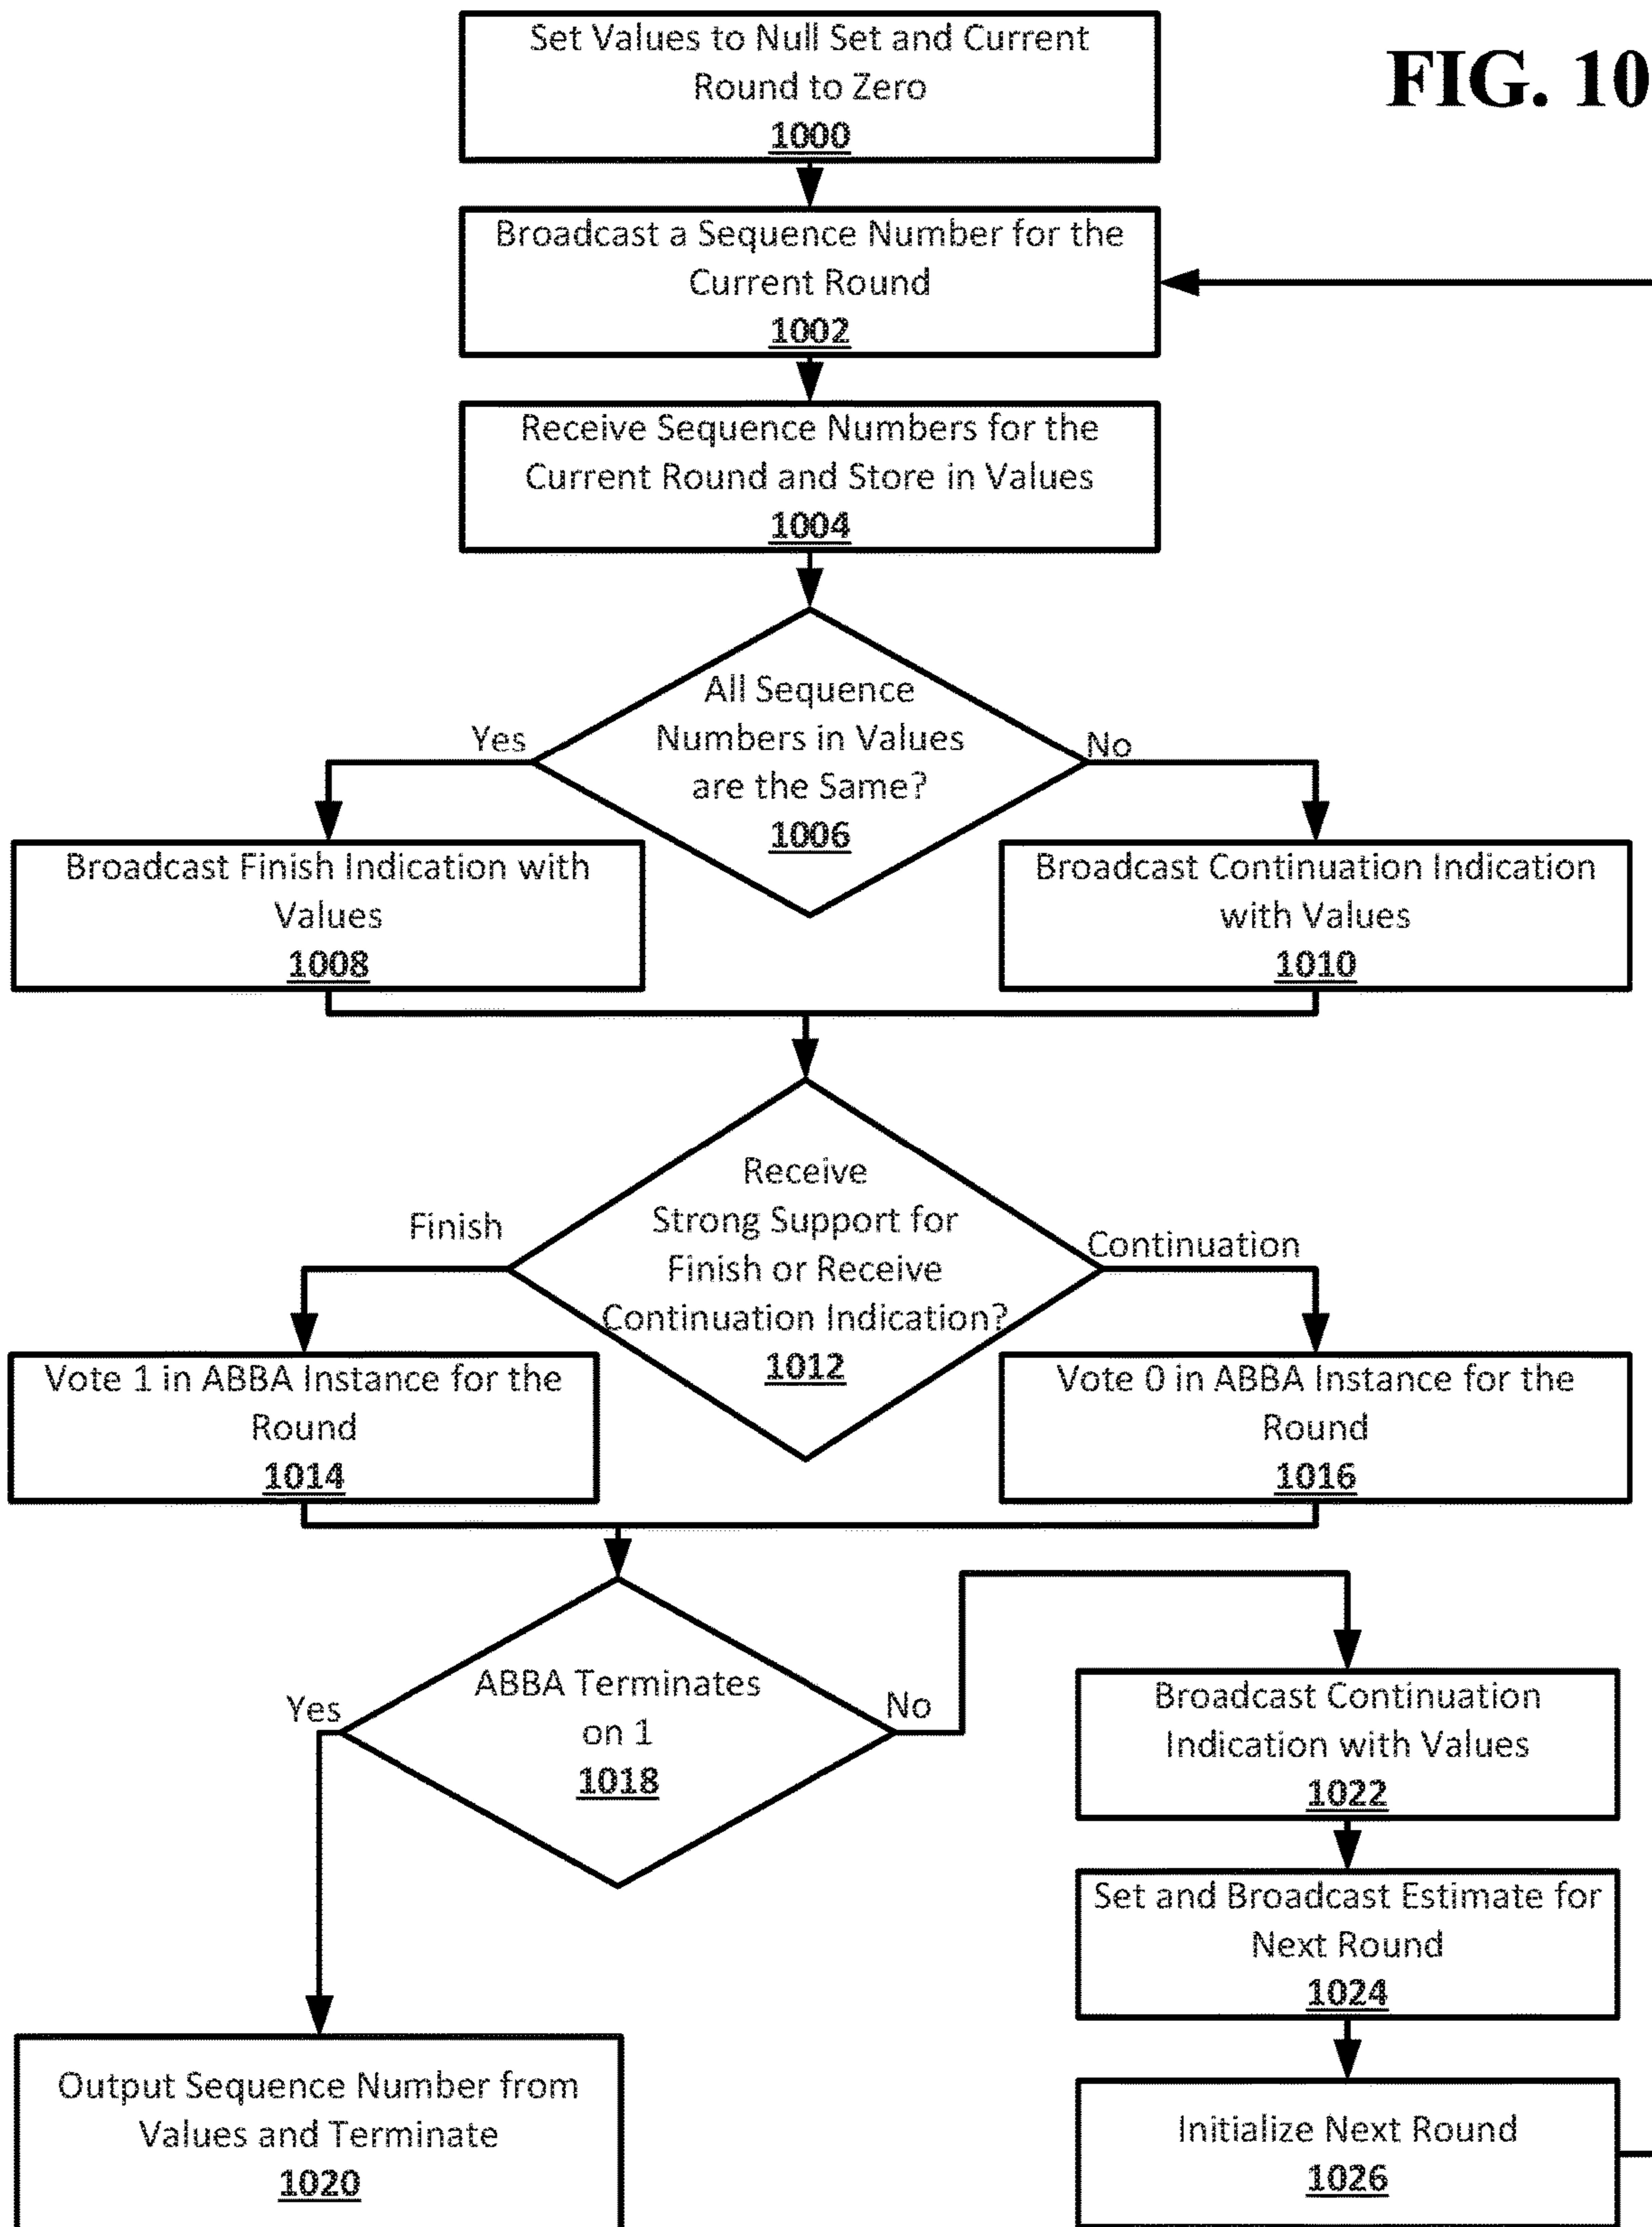 FIG. 10
Set Values to Null Set and Current
Round to Zero
1000
Broadcast a Sequence Number for the
Current Round
1002
Receive Sequence Numbers for the
Current Round and Store in Values
1004
All Sequence
Numbers in Values
are the Same?
1006
Yes
No
Broadcast Finish Indication with
Values
1008
Broadcast Continuation Indication
with Values
1010
Receive
Strong Support for
Finish or Receive
Continuation Indication?
1012
Finish
Continuation
Vote 1 in ABBA Instance for the
Round
1014
Vote 0 in ABBA Instance for the
Round
1016
ABBA Terminates
on 1
1018
Yes
No
Broadcast Continuation
Indication with Values
1022
Set and Broadcast Estimate for
Next Round
1024
Output Sequence Number from
Values and Terminate
1020
Initialize Next Round
1026